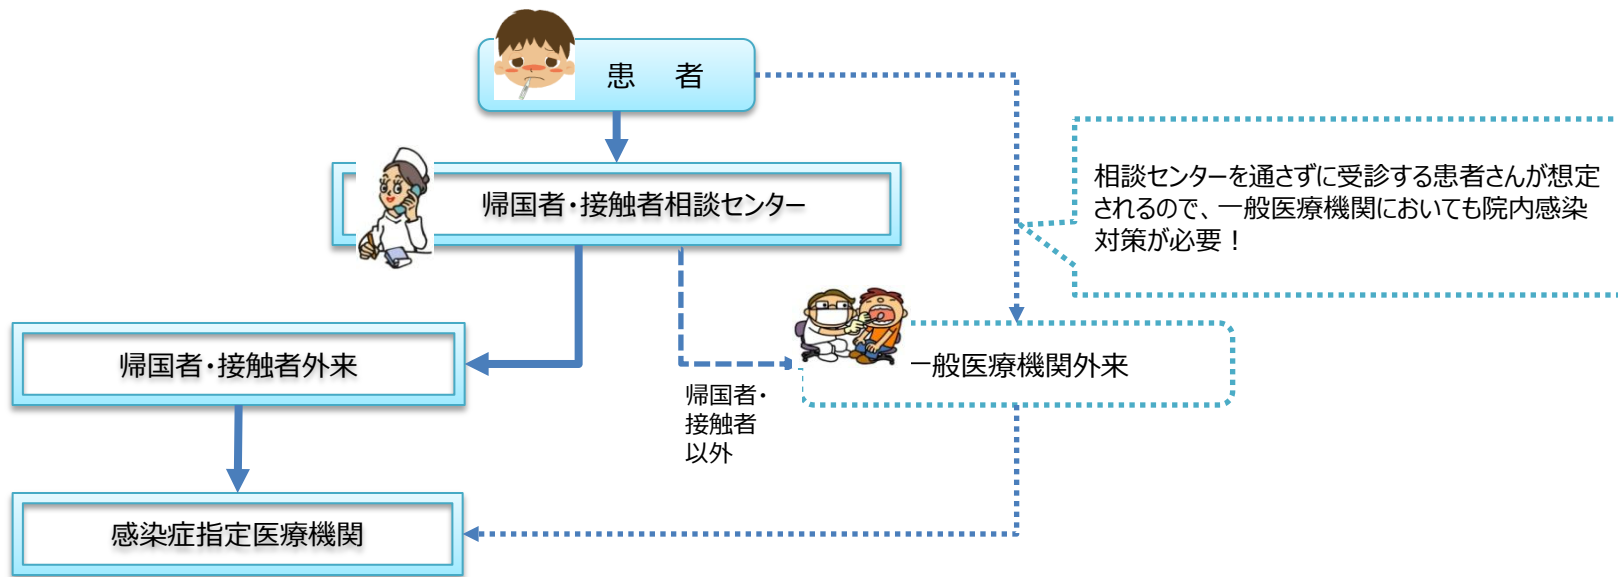 患　者
帰国者・接触者相談センター
相談センターを通さずに受診する患者さんが想定
されるので、一般医療機関においても院内感染
対策が必要！
帰国者・接触者外来
一般医療機関外来
帰国者・
接触者
以外
感染症指定医療機関